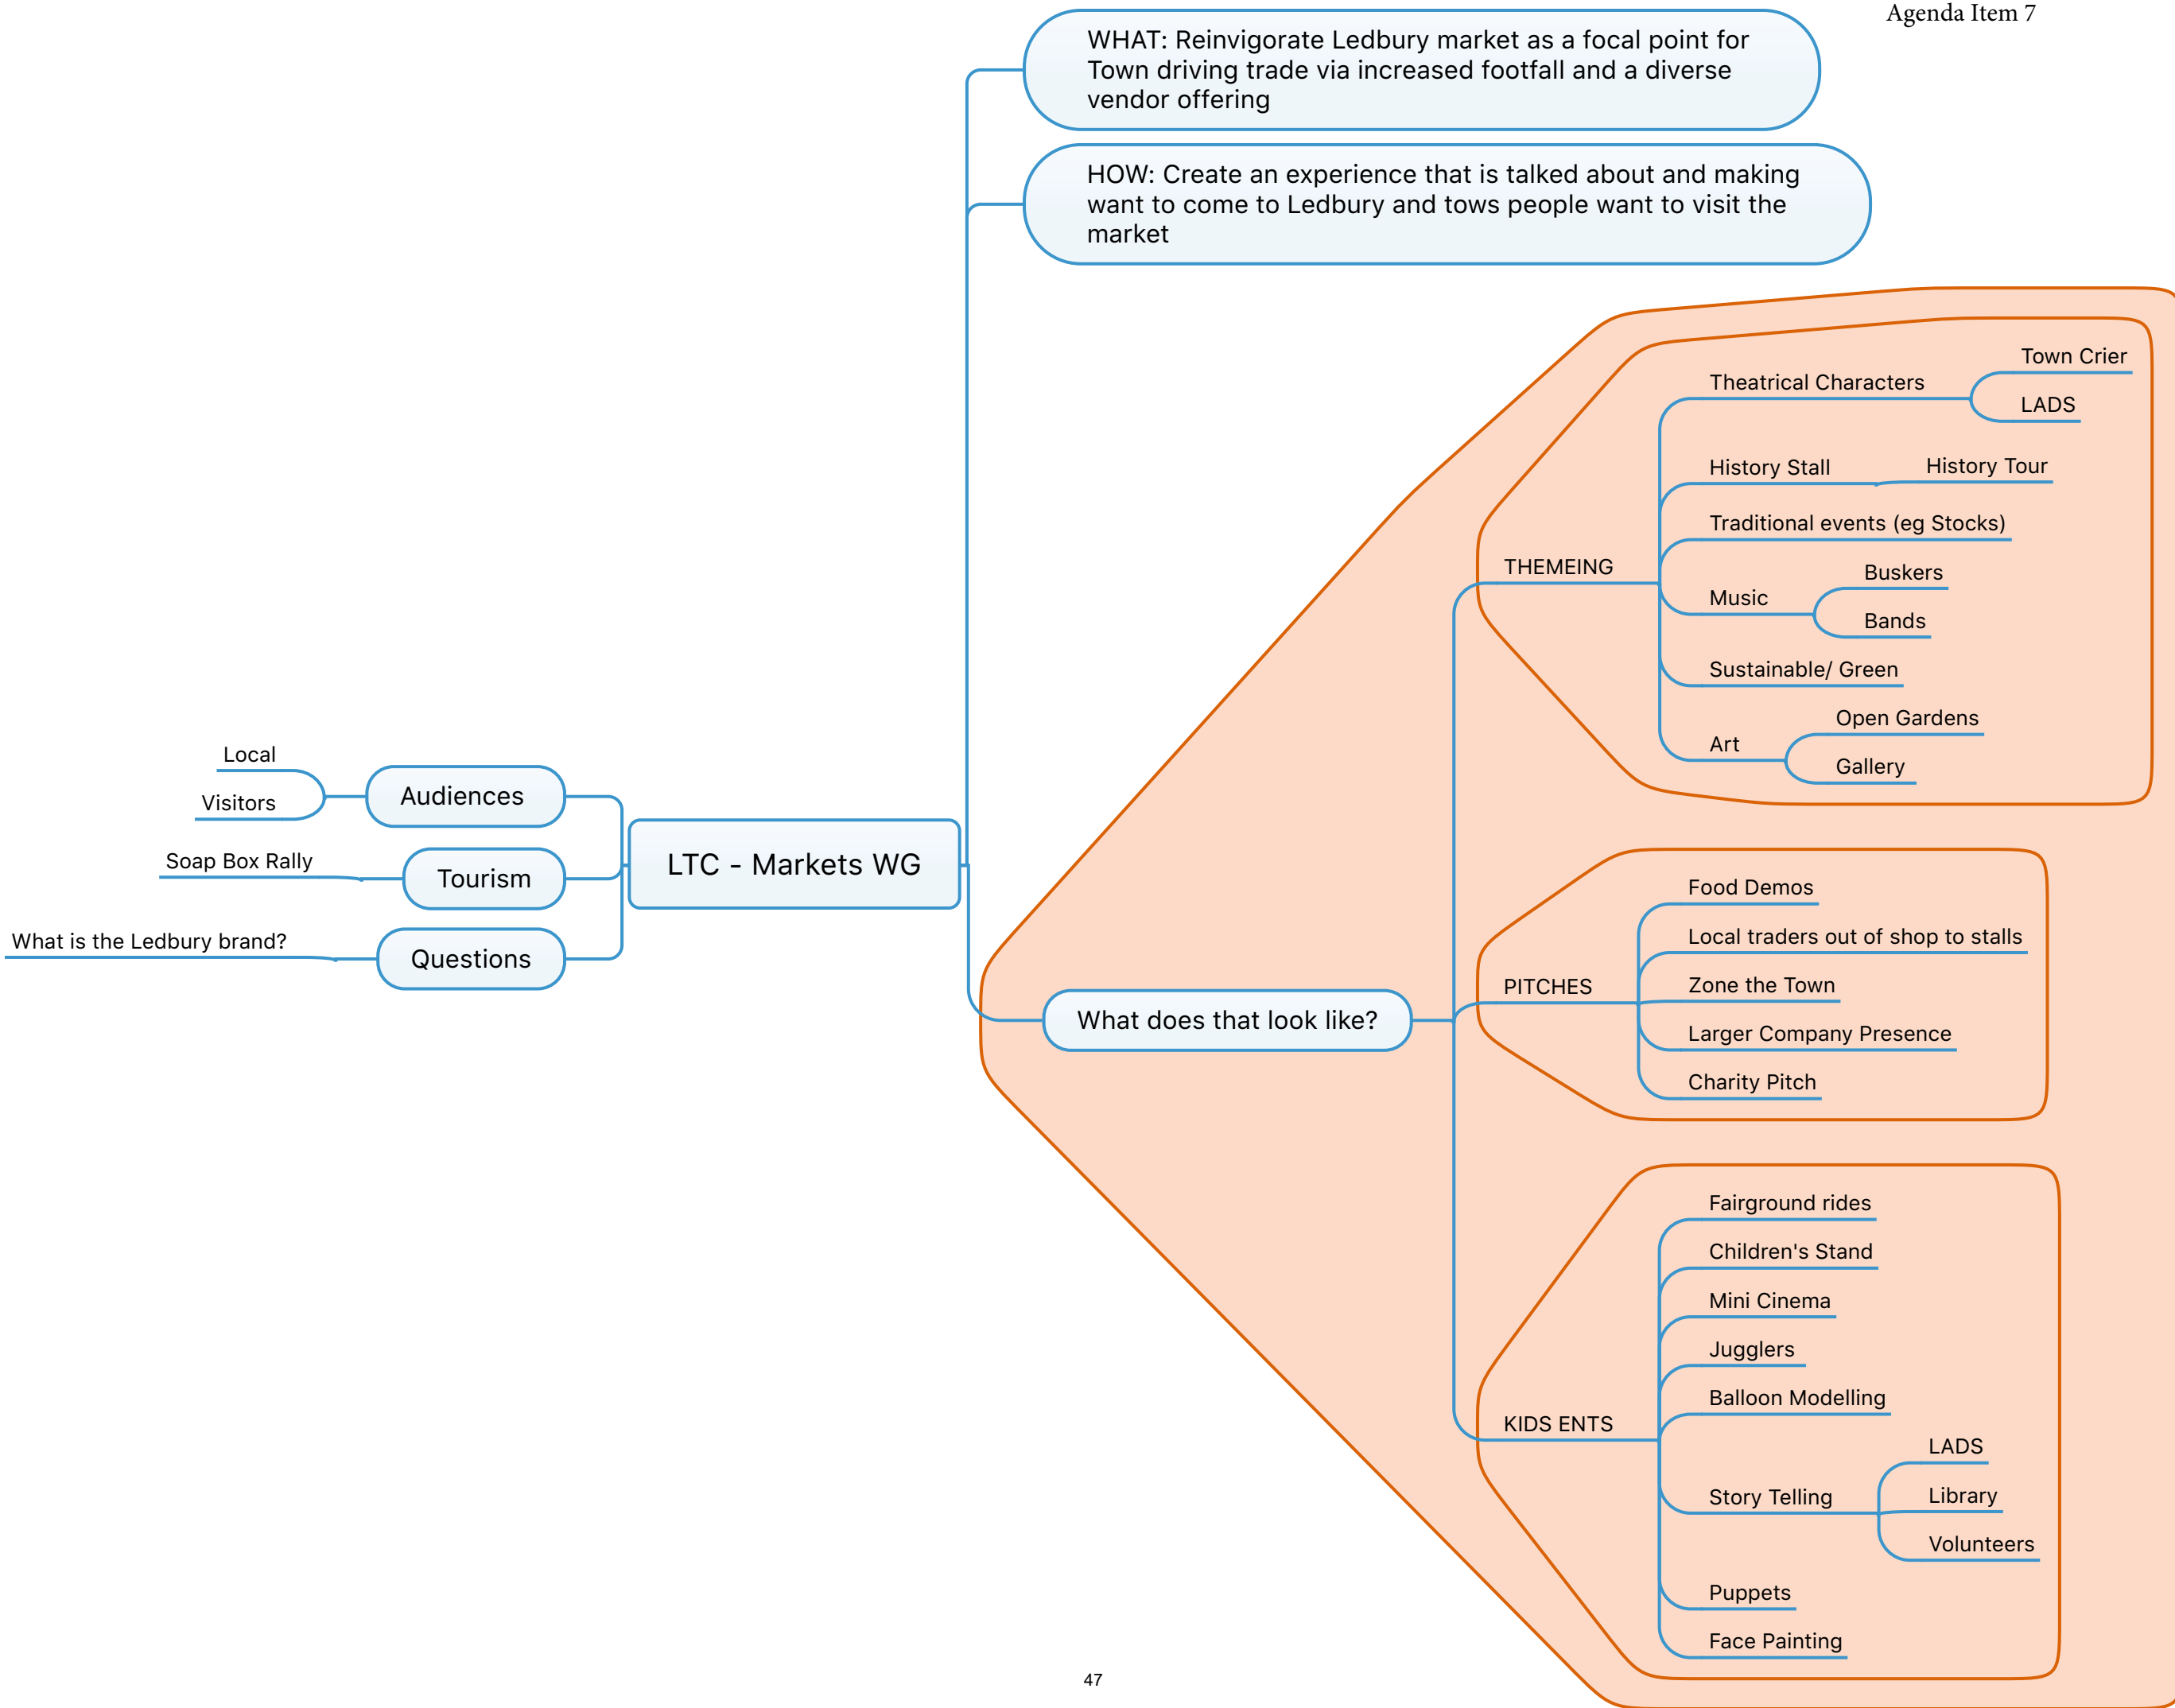 Agenda Item 7
WHAT: Reinvigorate Ledbury market as a focal point for
Town driving trade via increased footfall and a diverse
vendor offering
HOW: Create an experience that is talked about and making
want to come to Ledbury and tows people want to visit the
market
LTC - Markets WG
Audiences
Local
Visitors
Tourism
Soap Box Rally
Questions
What is the Ledbury brand?
What does that look like?
THEMEING
Theatrical Characters
Town Crier
LADS
History Stall
History Tour
Traditional events (eg Stocks)
Music
Buskers
Bands
Sustainable/ Green
Art
Open Gardens
Gallery
PITCHES
Food Demos
Local traders out of shop to stalls
Zone the Town
Larger Company Presence
Charity Pitch
KIDS ENTS
Fairground rides
Children's Stand
Mini Cinema
Jugglers
Balloon Modelling
Story Telling
LADS
Library
Volunteers
Puppets
Face Painting
47